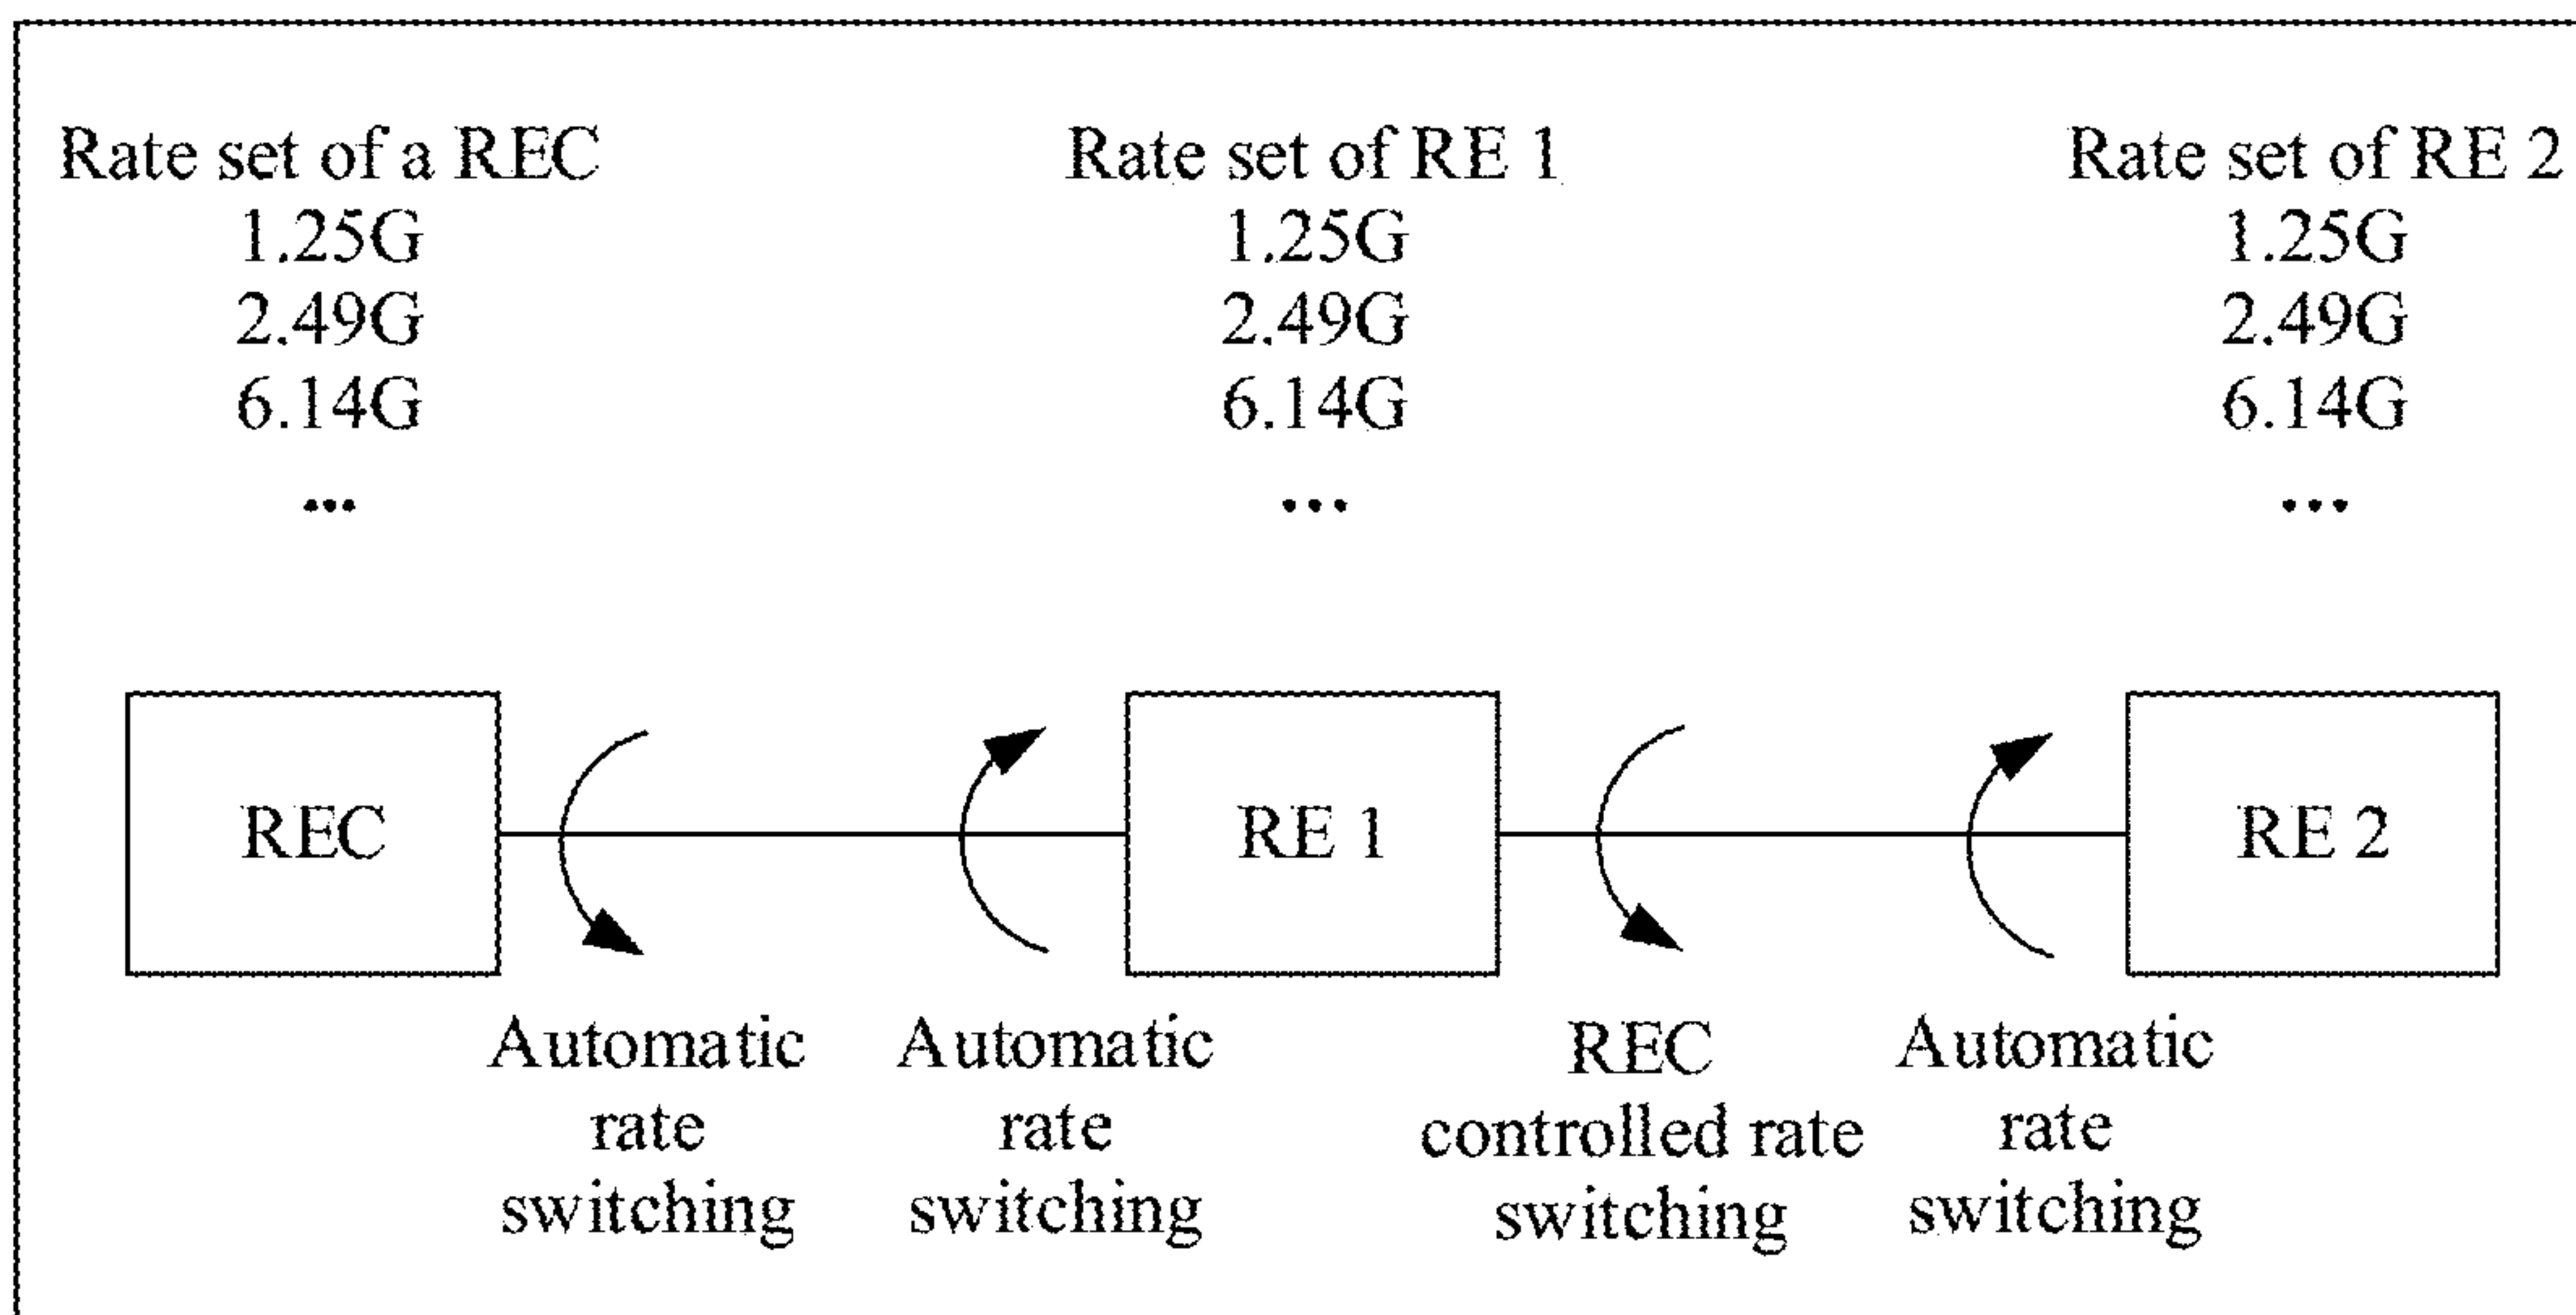 Rate set of a REC
1.25G
2.49G
6.14G
...
Rate set of RE 1
1.25G
2.49G
6.14G
...
Rate set of RE 2
1.25G
2.49G
6.14G
...
REC
RE 1
RE 2
Automatic
rate
switching
Automatic
rate
switching
REC
controlled rate
switching
Automatic
rate
switching